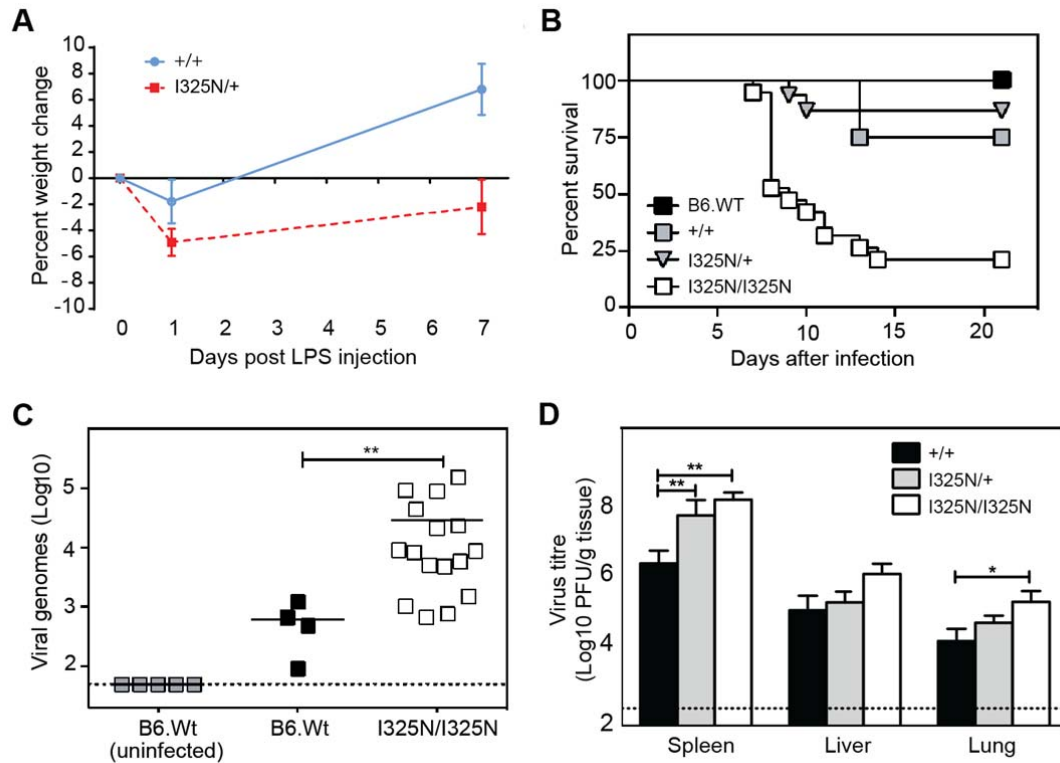 A
10
8
6
4
2
0
-2
-4
-6
-8
-10
Percent weight change
+/+
I325N/+
0 1 2 3 4 5 6 7
Days post LPS injection
B
100
75
50
25
0
Percent survival
B6.WT
+/+
I325N/+
I325N/I325N
0 5 10 15 20
Days after infection
C
5
4
3
2
Viral genomes (Log10)
**
B6.Wt B6.Wt I325N/I325N
(uninfected)
D
8
6
4
2
Virus titre
(Log10 PFU/g tissue)
+/+
I325N/+
I325N/I325N
**
**
*
Spleen Liver Lung